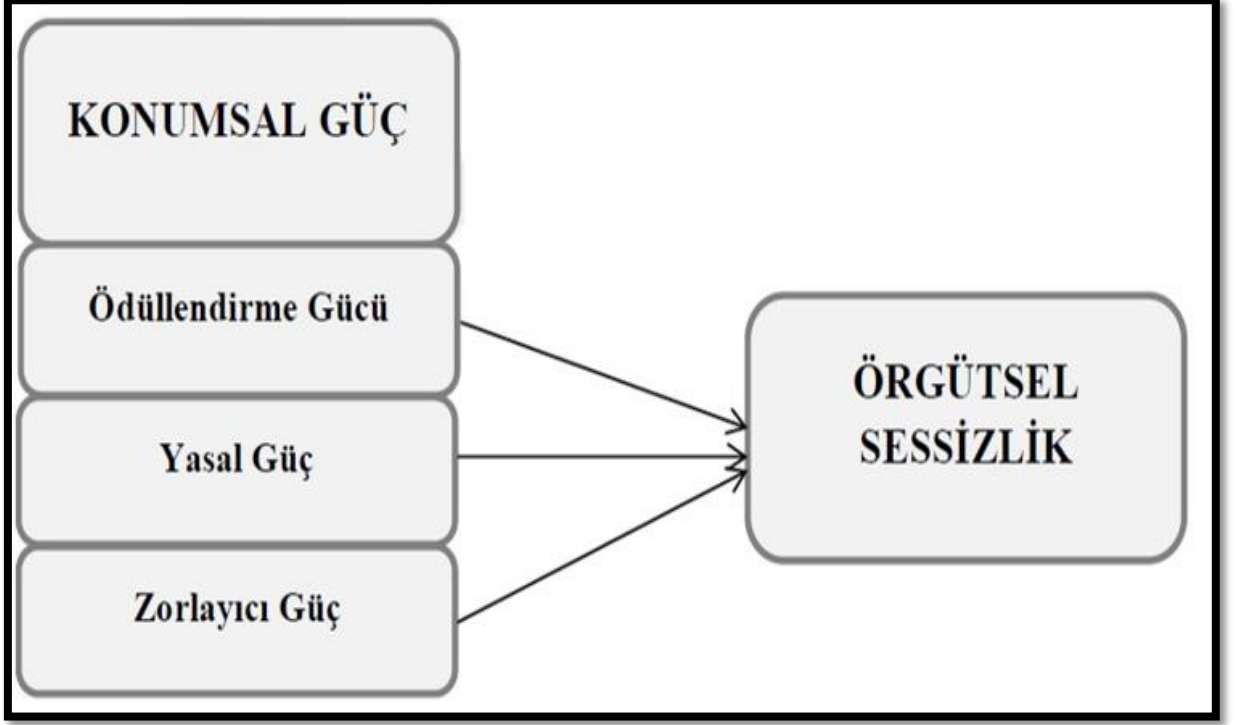 KONUMSAL GÜÇ
Ödüllendirme Gücü
Yasal Güç
Zorlayıcı Güç
ÖRGÜTSEL
SESSİZLİK